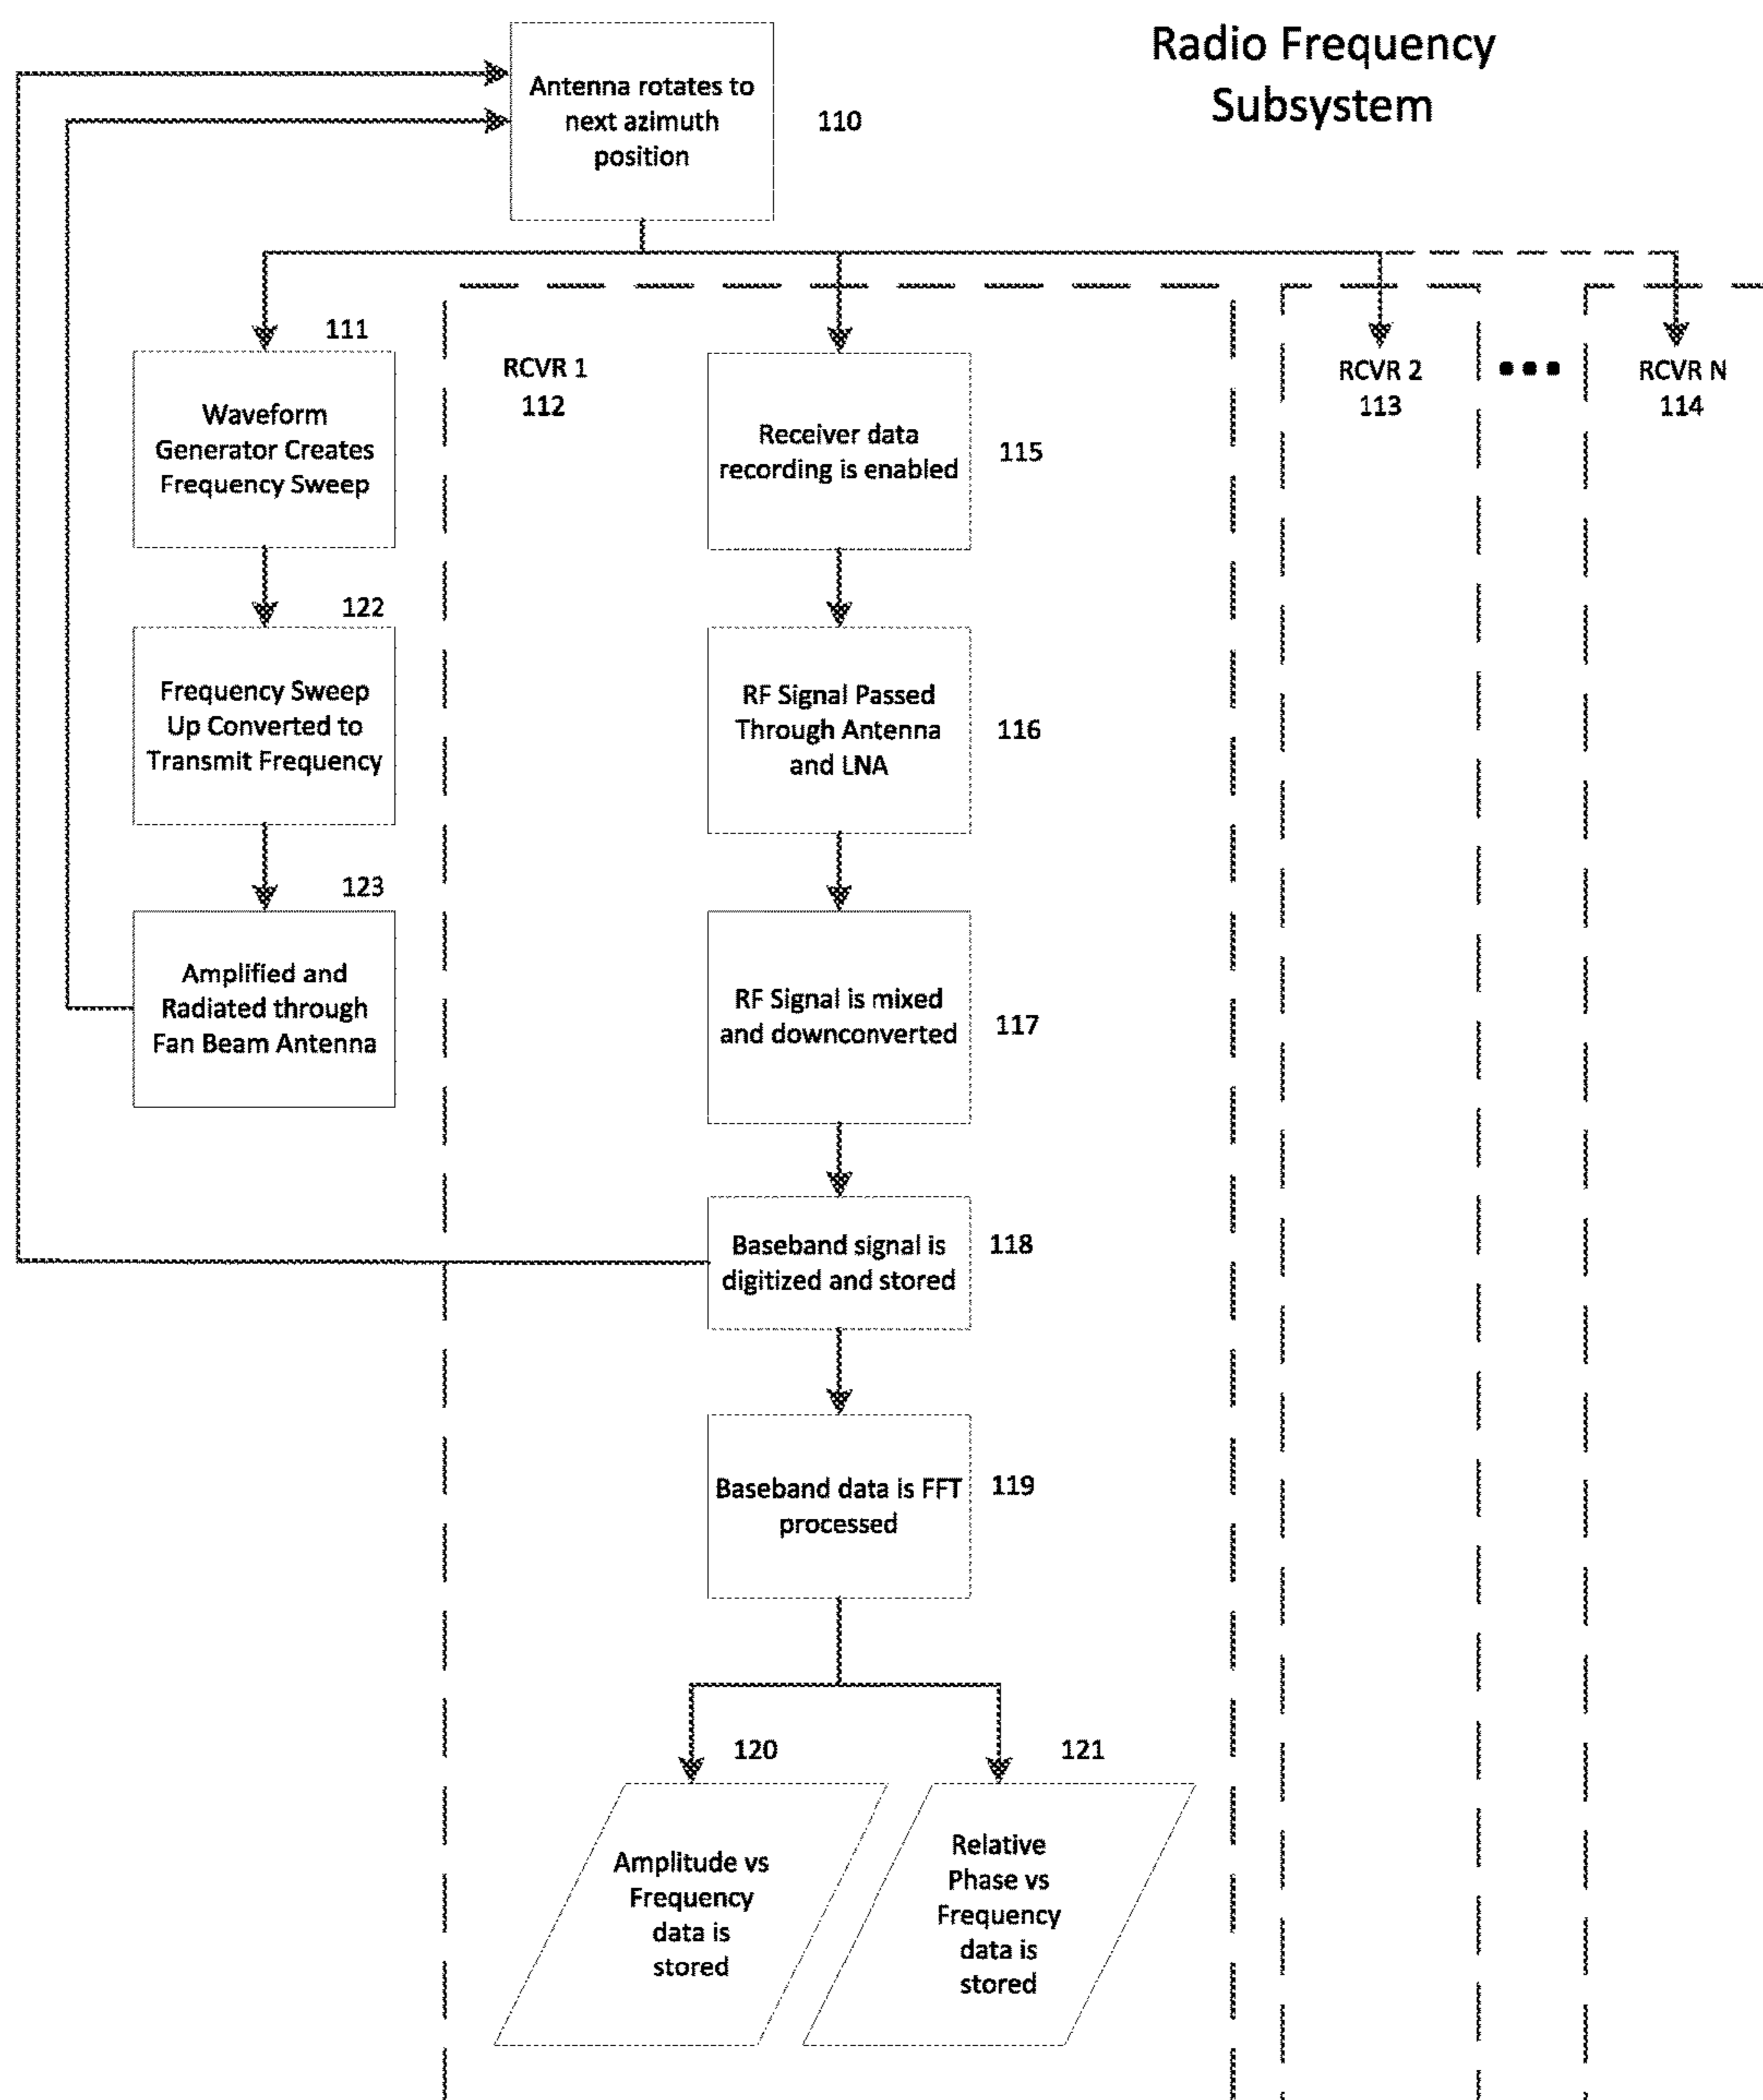 Radio Frequency
Subsystem
Antenna rotates to
next azimuth
position
110
111
Waveform
Generator Creates
Frequency Sweep
122
Frequency Sweep
Up Converted to
Transmit Frequency
123
Amplified and
Radiated through
Fan Beam Antenna
RCVR 1
112
Receiver data
recording is enabled
115
RF Signal Passed
Through Antenna
and LNA
116
RF Signal is mixed
and downconverted
117
Baseband signal is
digitized and stored
118
Baseband data is FFT
processed
119
120
Amplitude vs
Frequency
data is
stored
121
Relative
Phase vs
Frequency
data is
stored
RCVR 2
113
RCVR N
114